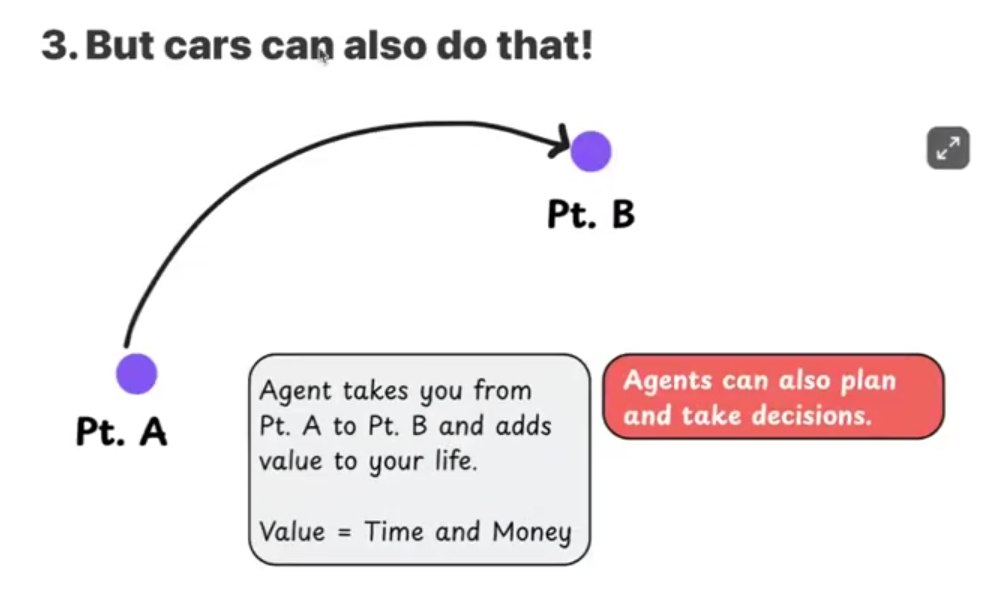 3. But cars can also do that!
Pt. B
Pt. A
Agent takes you from
Pt. A to Pt. B and adds
value to your life.
Value = Time and Money
Agents can also plan
and take decisions.